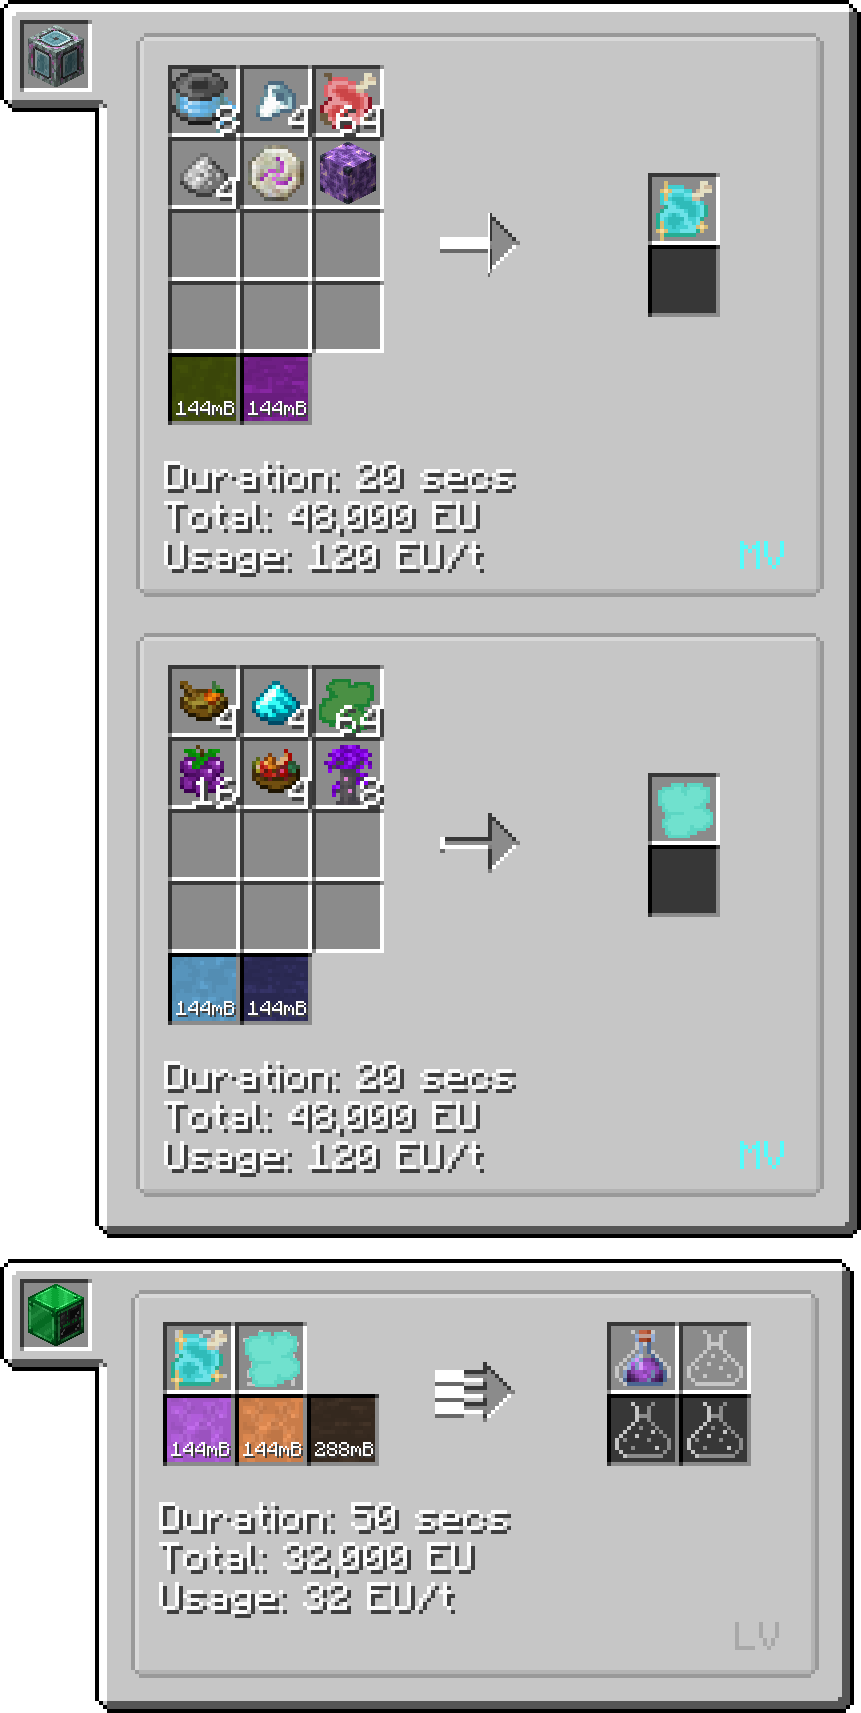 8 4 64
4
144mB 144mB
Duration: 20 secs
Total: 48,000 EU
Usage: 120 EU/t
MV
4 4 64
16 4 8
144mB 144mB
Duration: 20 secs
Total: 48,000 EU
Usage: 120 EU/t
MV
144mB 144mB 288mB
Duration: 50 secs
Total: 32,000 EU
Usage: 32 EU/t
LV